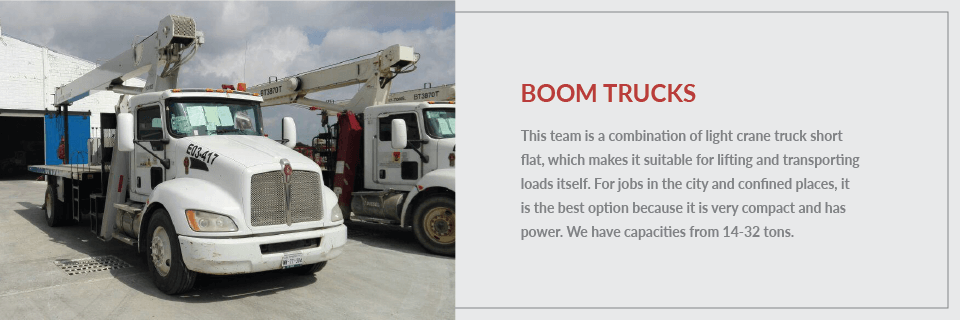 BT3870T
BT3870T
E03-417
BOOM TRUCKS
This team is a combination of light crane truck short
flat, which makes it suitable for lifting and transporting
loads itself. For jobs in the city and confined places, it
is the best option because it is very compact and has
power. We have capacities from 14-32 tons.